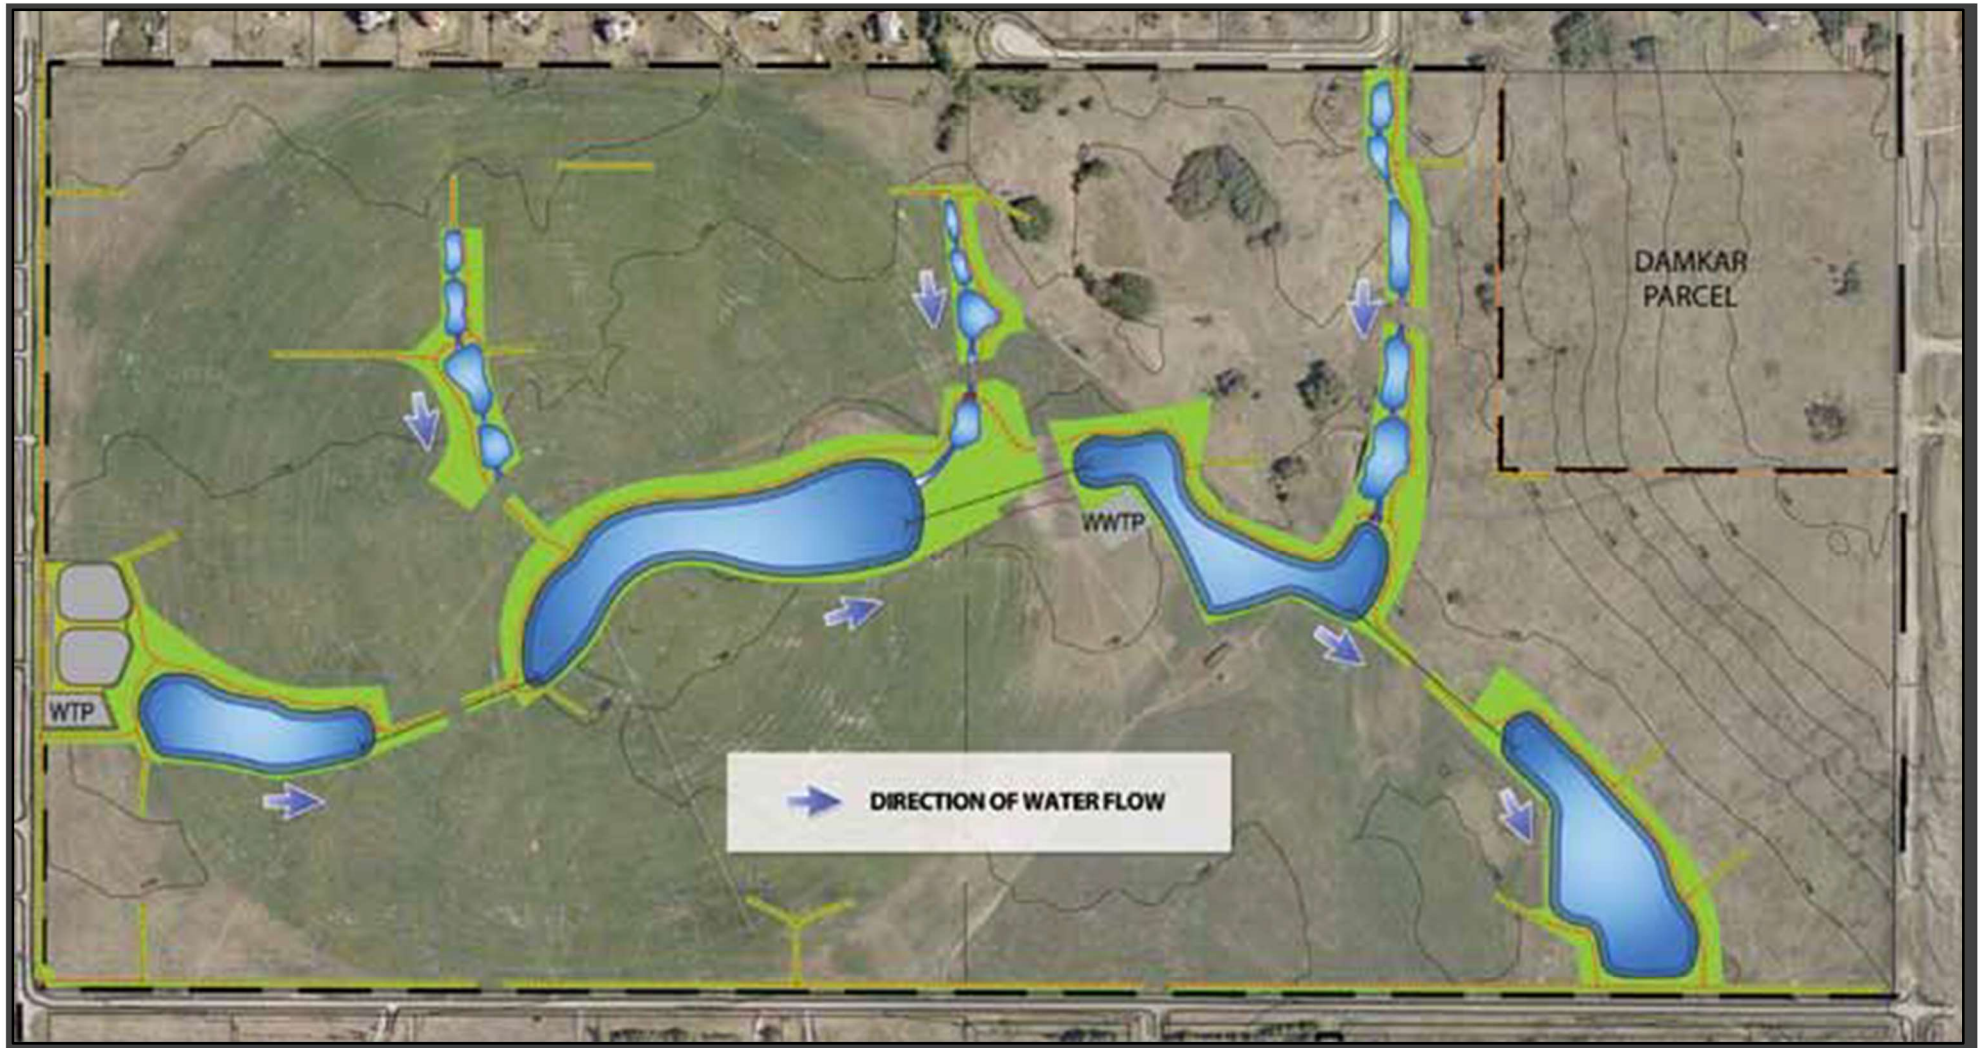 DAMKAR
PARCEL
WWTP
WTP
DIRECTION OF WATER FLOW